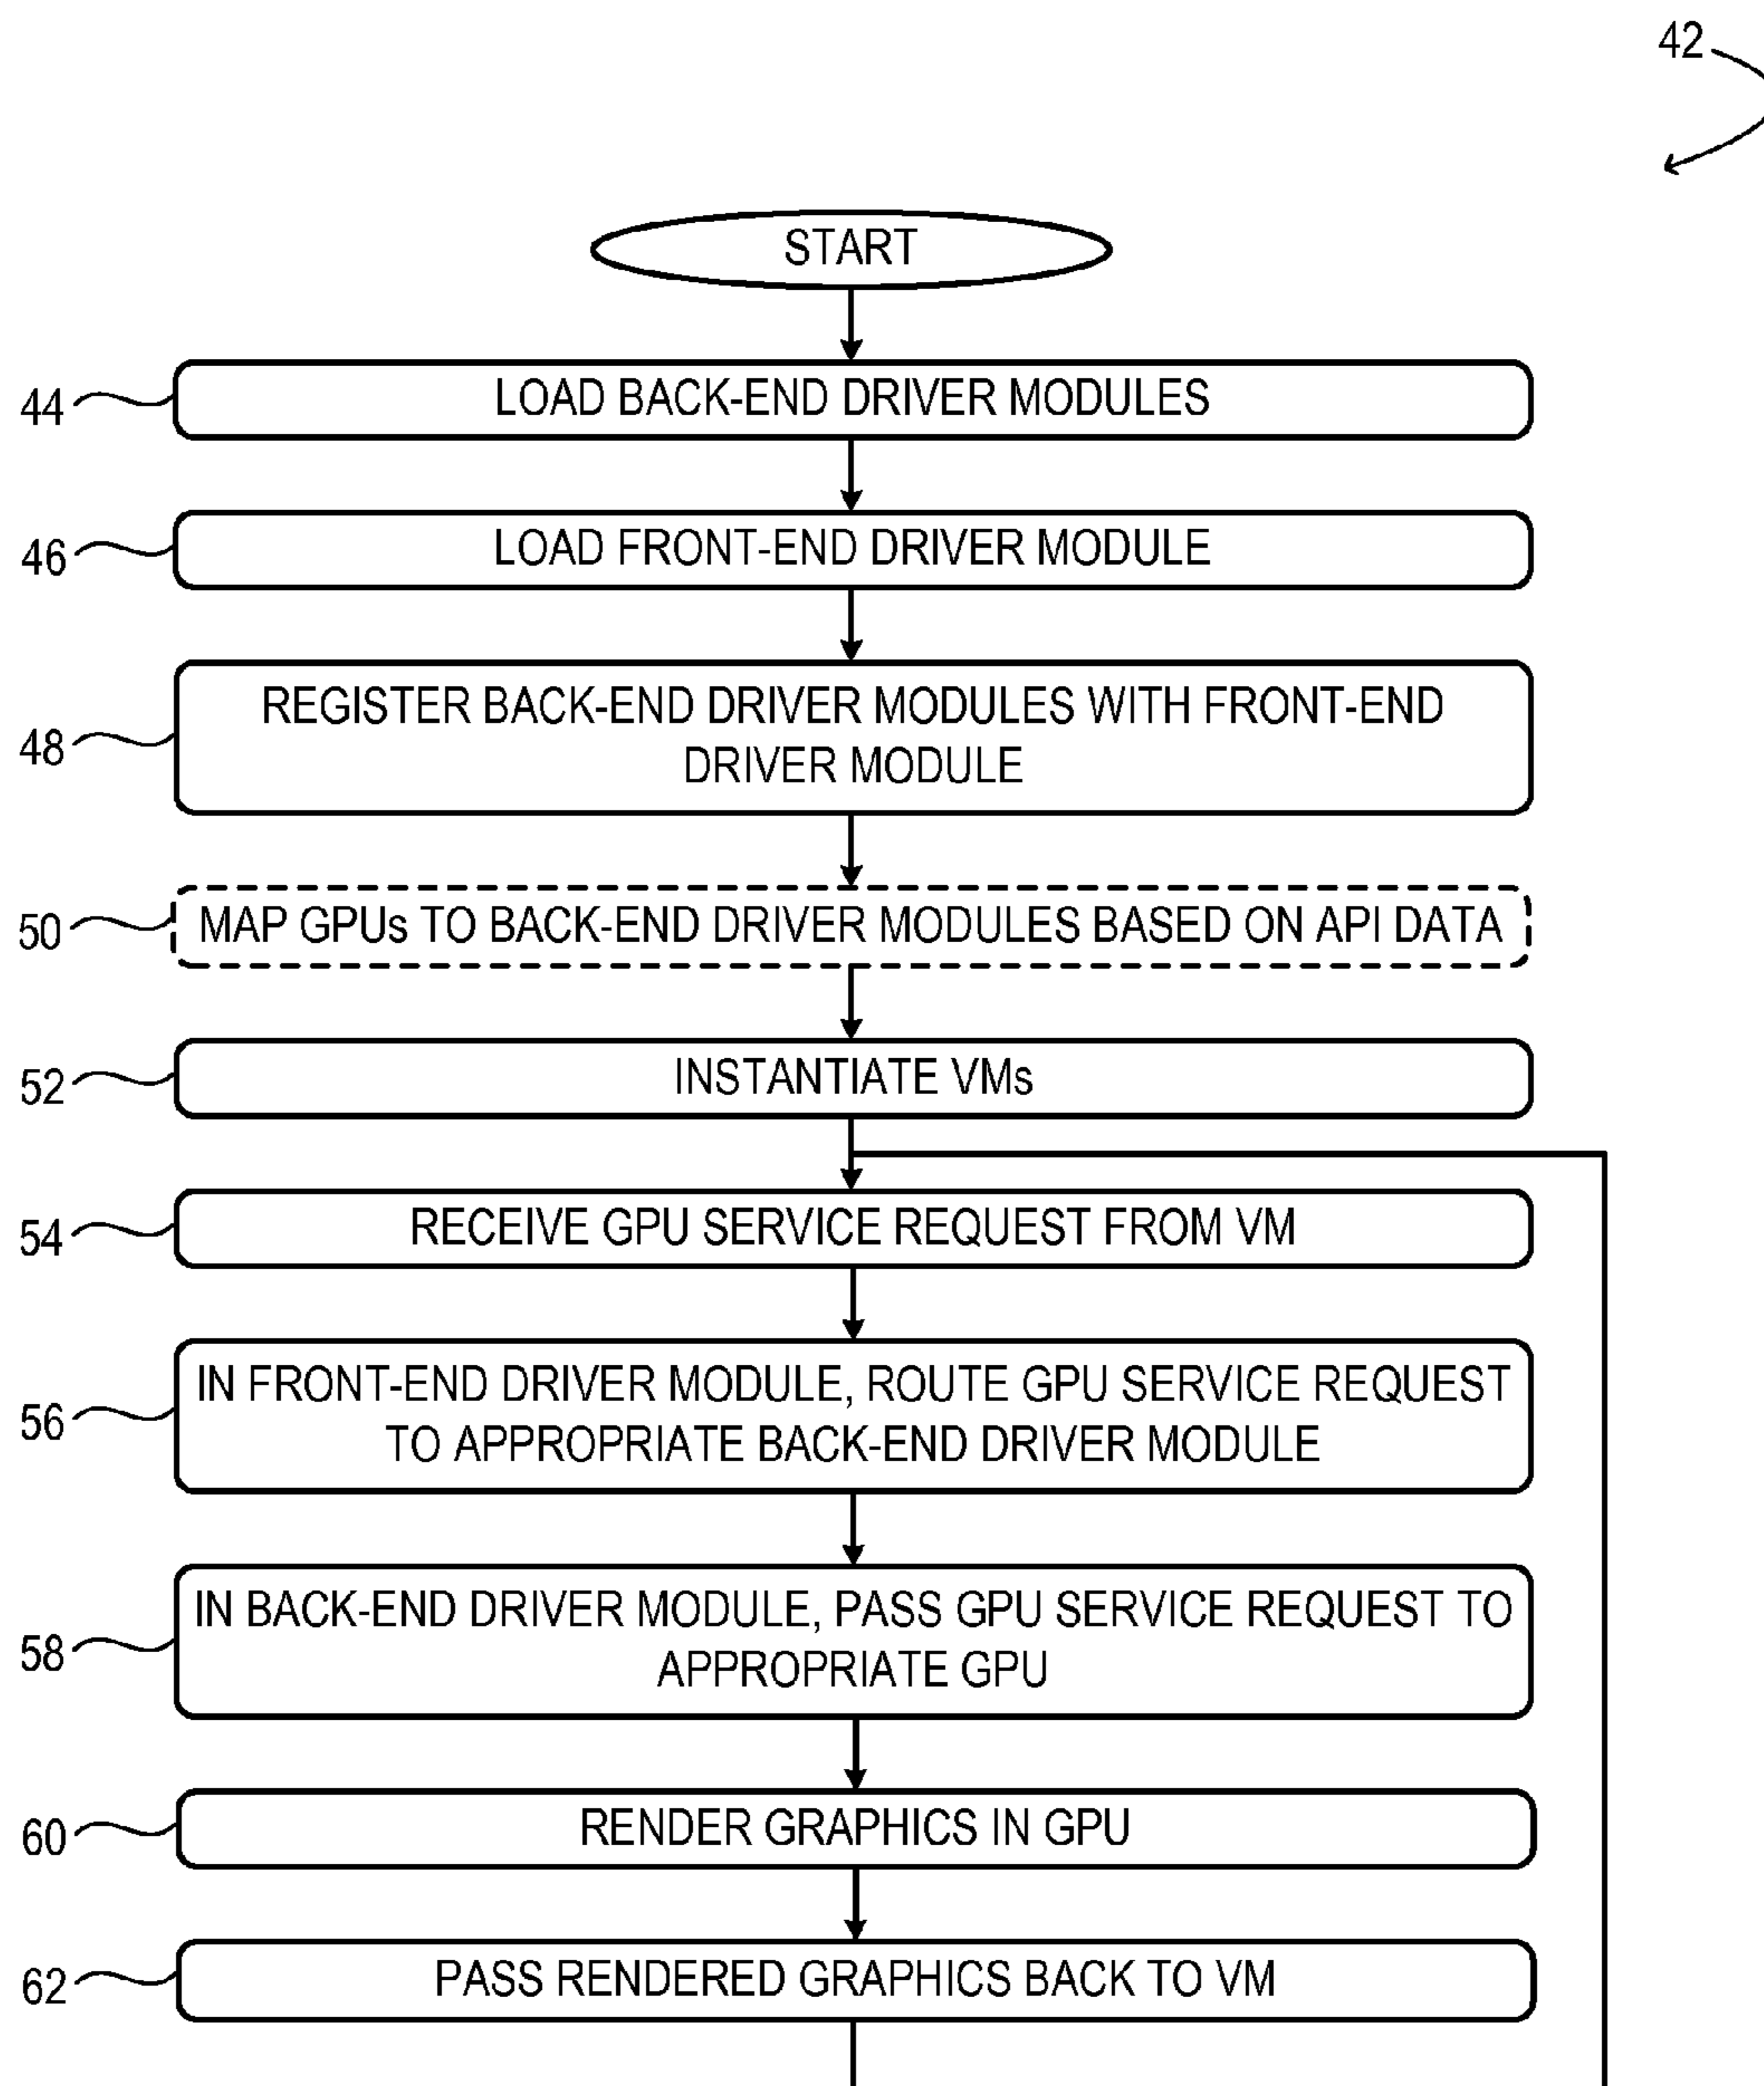 42
START
44
LOAD BACK-END DRIVER MODULES
46
LOAD FRONT-END DRIVER MODULE
48
REGISTER BACK-END DRIVER MODULES WITH FRONT-END
DRIVER MODULE
50
MAP GPUs TO BACK-END DRIVER MODULES BASED ON API DATA
52
INSTANTIATE VMs
54
RECEIVE GPU SERVICE REQUEST FROM VM
56
IN FRONT-END DRIVER MODULE, ROUTE GPU SERVICE REQUEST
TO APPROPRIATE BACK-END DRIVER MODULE
58
IN BACK-END DRIVER MODULE, PASS GPU SERVICE REQUEST TO
APPROPRIATE GPU
60
RENDER GRAPHICS IN GPU
62
PASS RENDERED GRAPHICS BACK TO VM